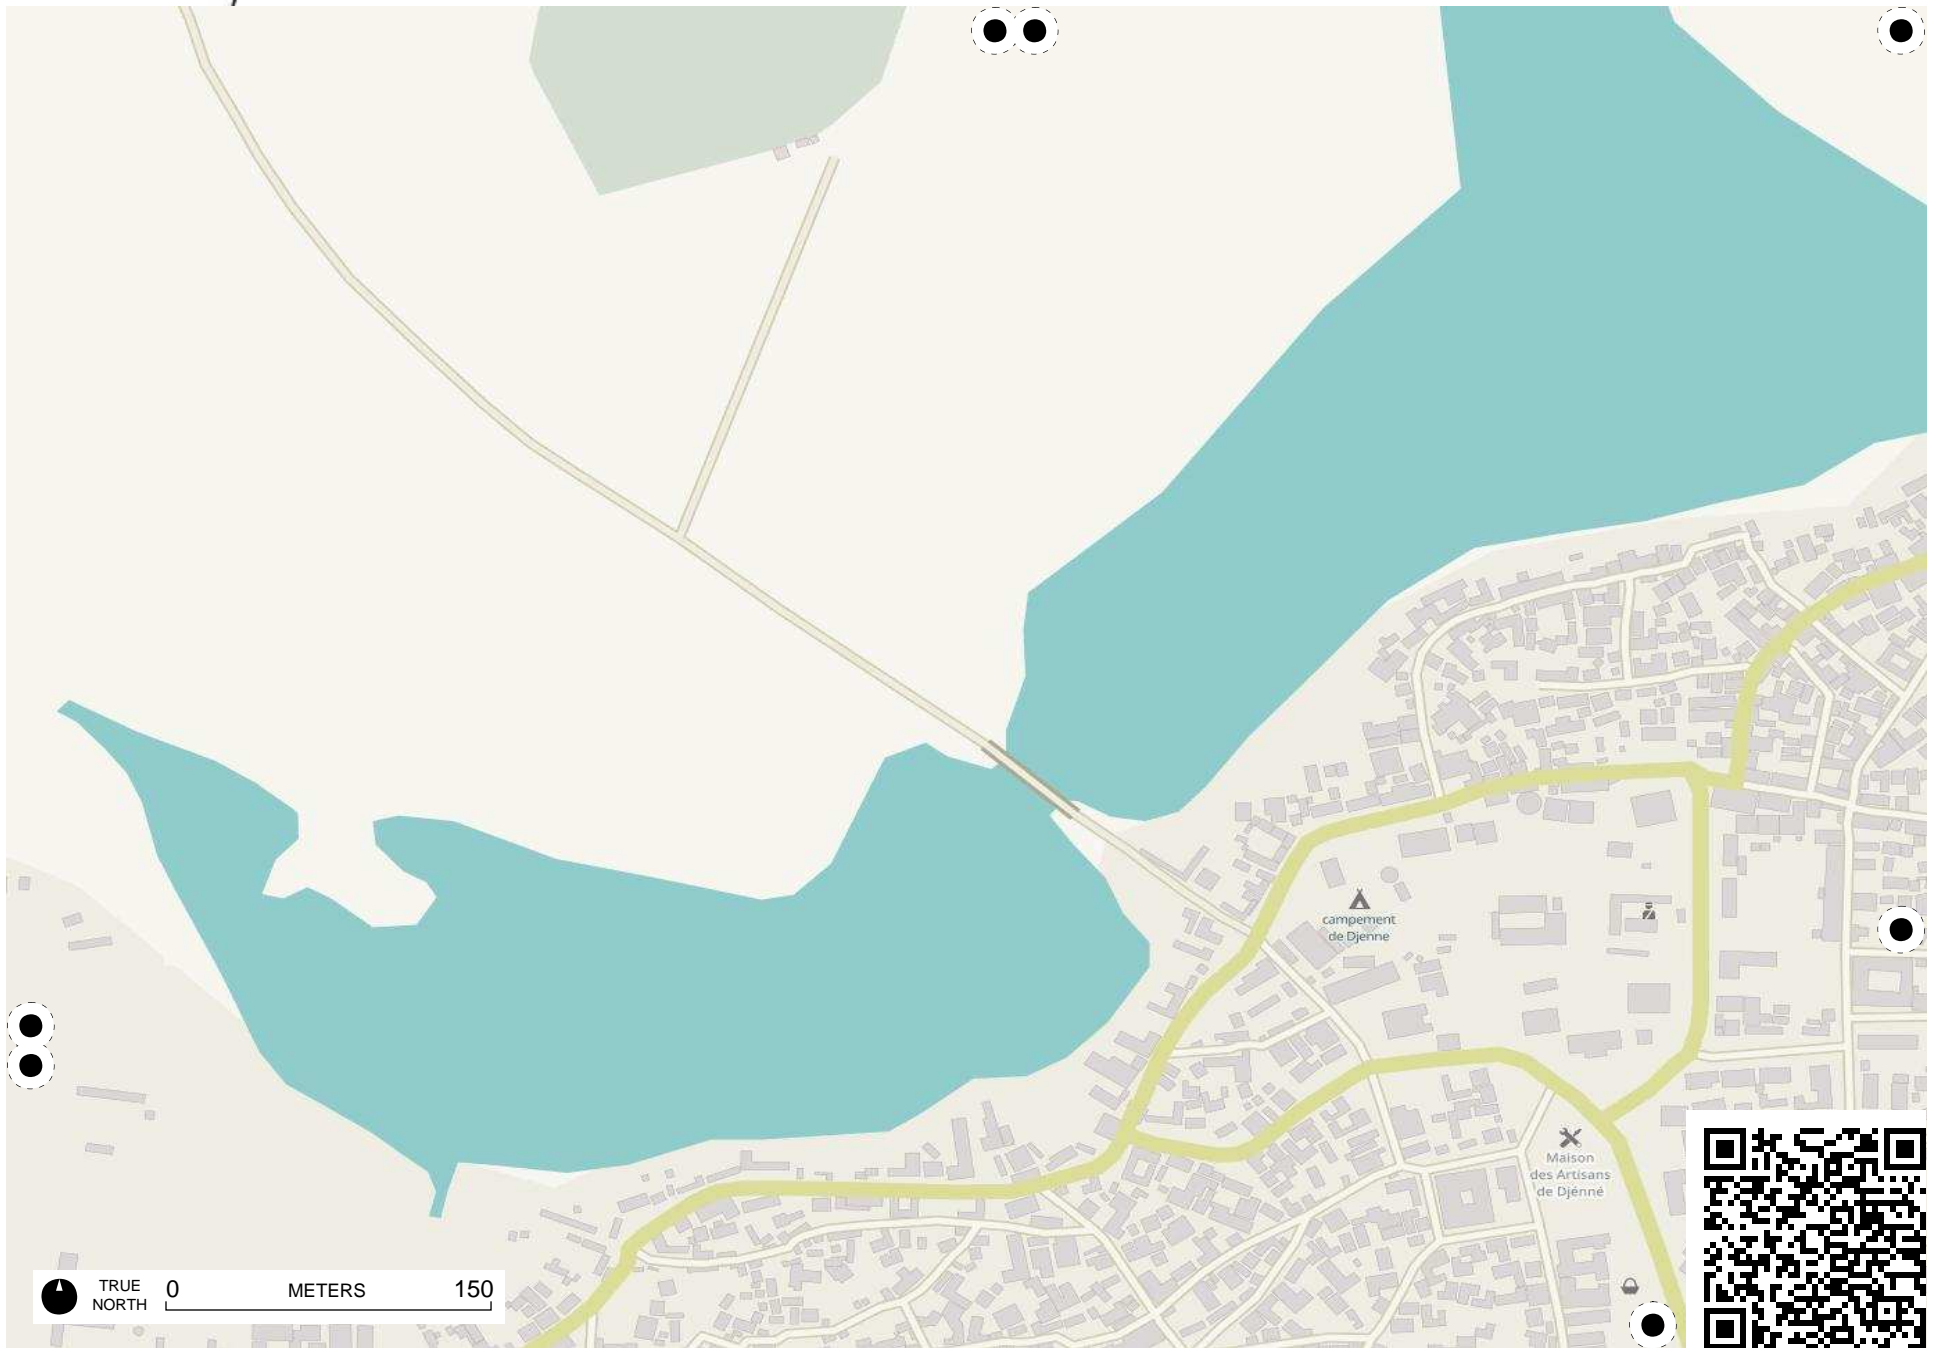 campement
de Djenne
Maison
des Artisans
de Djénné
TRUE
NORTH
0 METERS 150